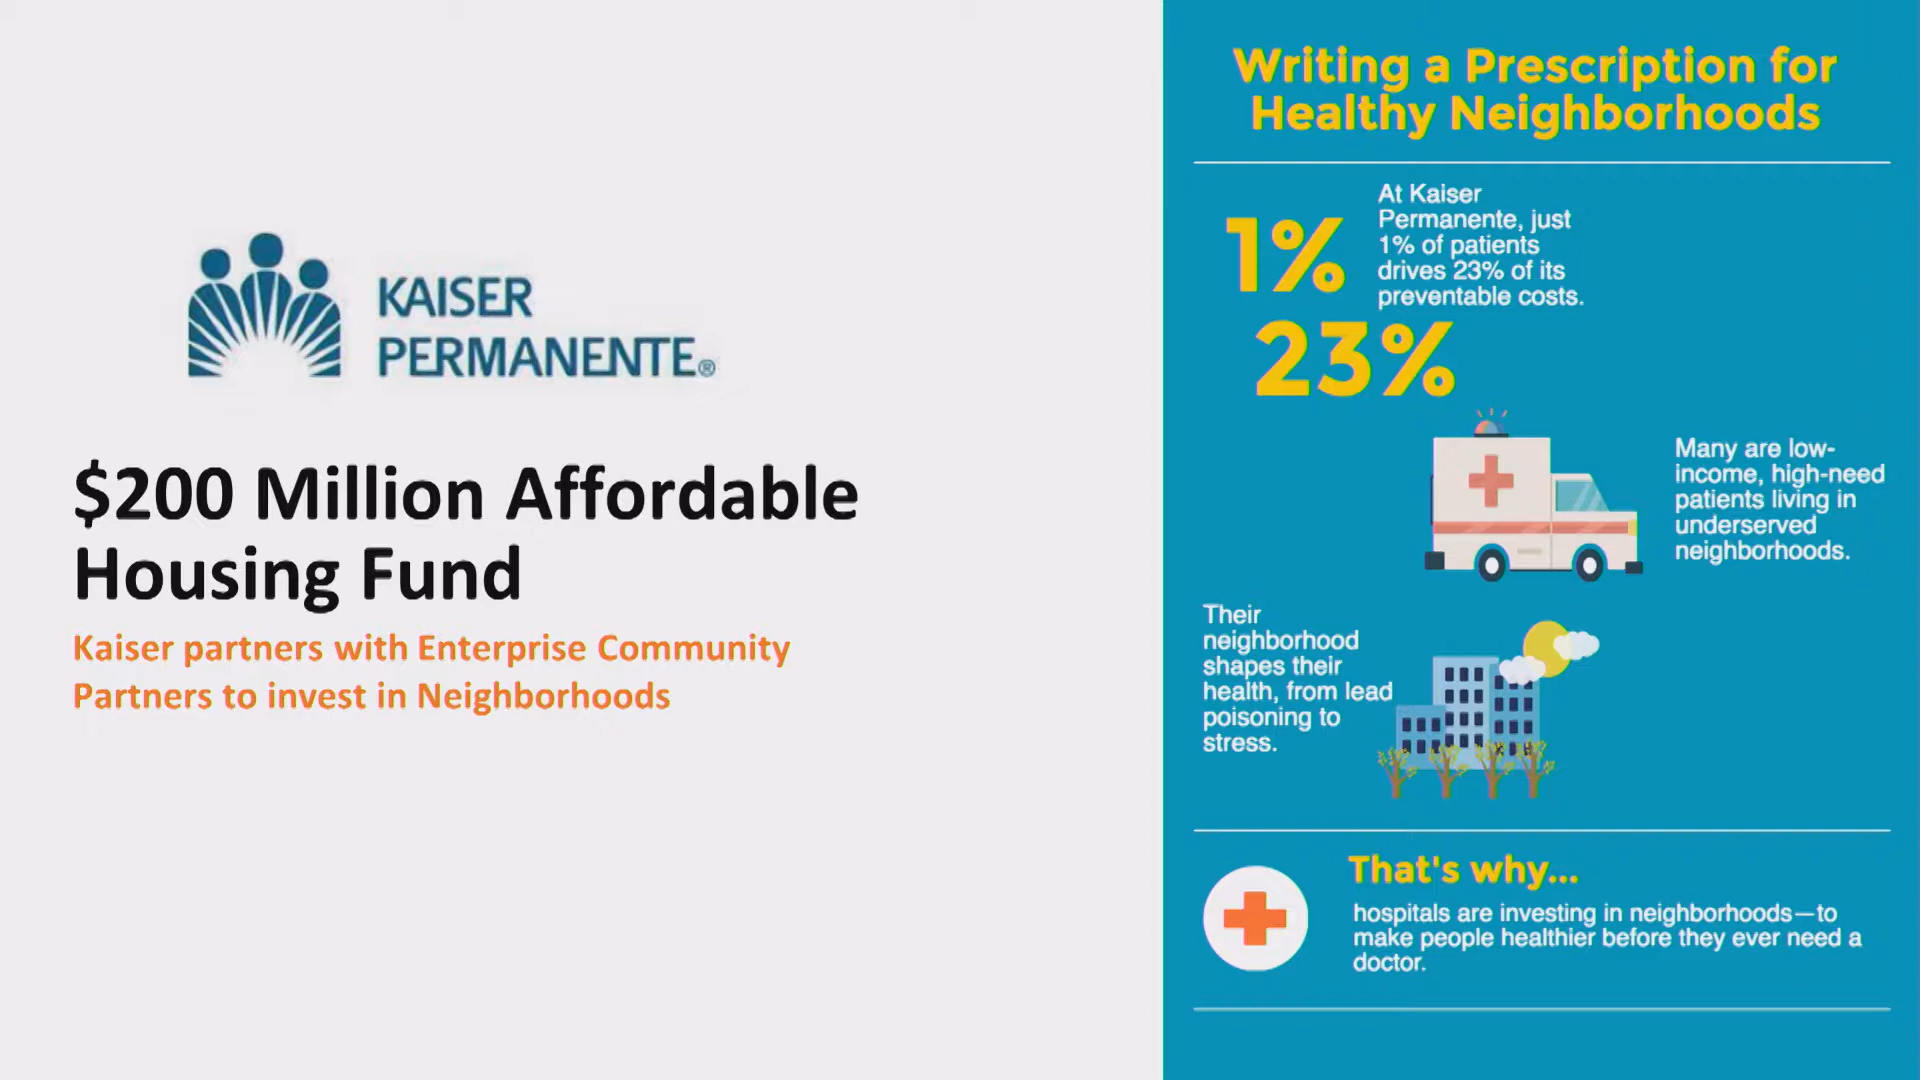 KAISER
PERMANENTE®
$200 Million Affordable
Housing Fund
Kaiser partners with Enterprise Community
Partners to invest in Neighborhoods
Writing a Prescription for
Healthy Neighborhoods
1%
At Kaiser
Permanente, just
1% of patients
drives 23% of its
preventable costs.
23%
Many are low-
income, high-need
patients living in
underserved
neighborhoods.
Their
neighborhood
shapes their
health, from lead
poisoning to
stress.
That's why...
hospitals are investing in neighborhoods—to
make people healthier before they ever need a
doctor.